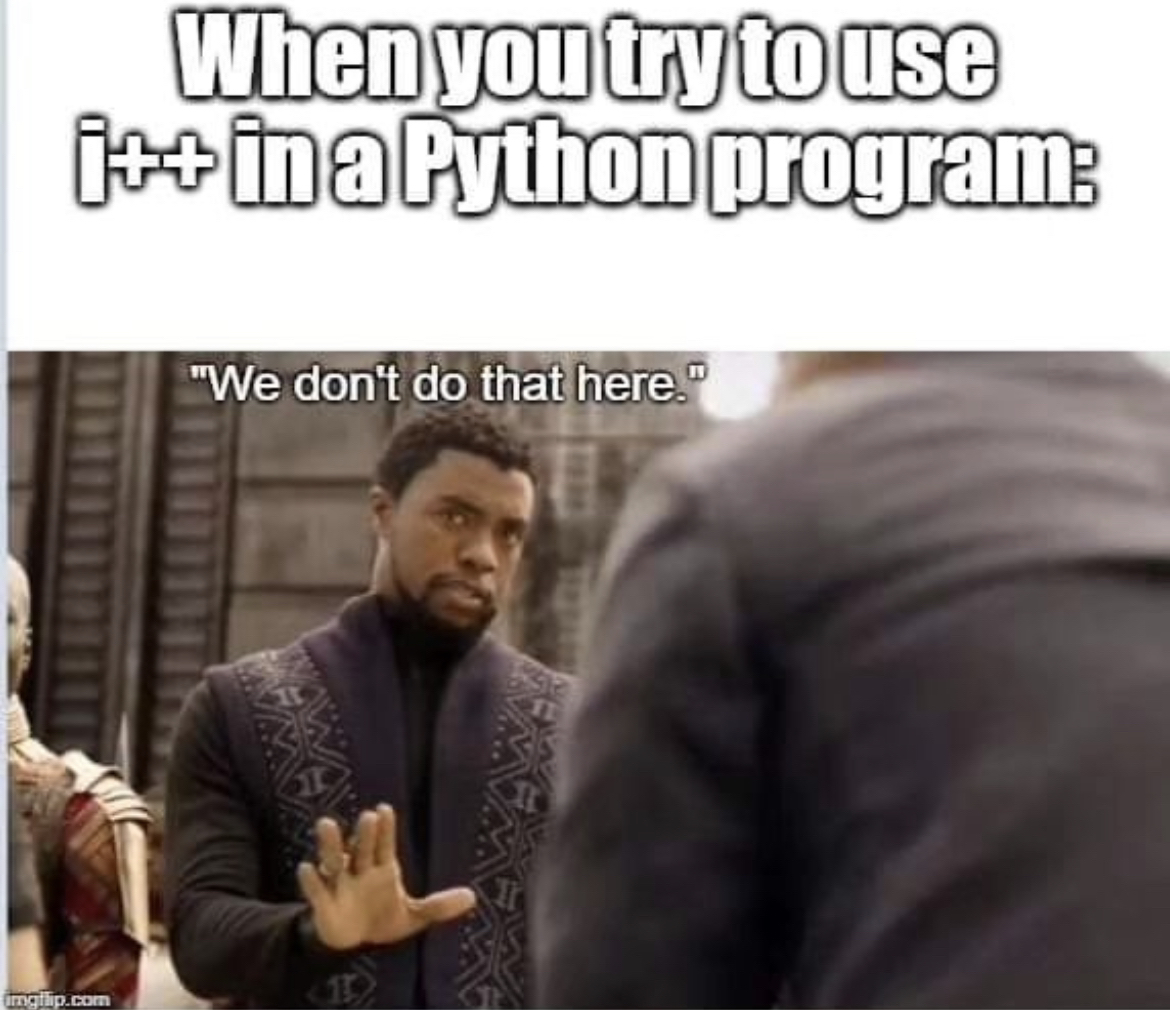 When you try to use
i++ in a Python program:
"We don't do that here."
imgflip.com